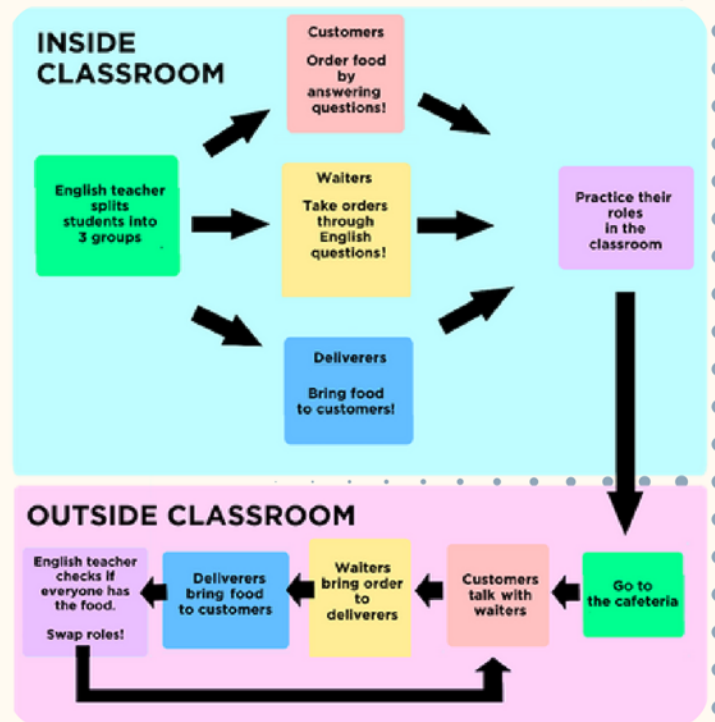 INSIDE
CLASSROOM
Customers
Order food
by
answering
questions!
English teacher
splits
students into
3 groups
Waiters
Take orders
through
English
questions!
Practice their
roles
in the
classroom
Deliverers
Bring food
to customers!
OUTSIDE CLASSROOM
English teacher
checks if
everyone has
the food.
Swap roles!
Deliverers
bring food
to customers
Waiters
bring order
to
deliverers
Customers
talk with
waiters
Go to
the cafeteria